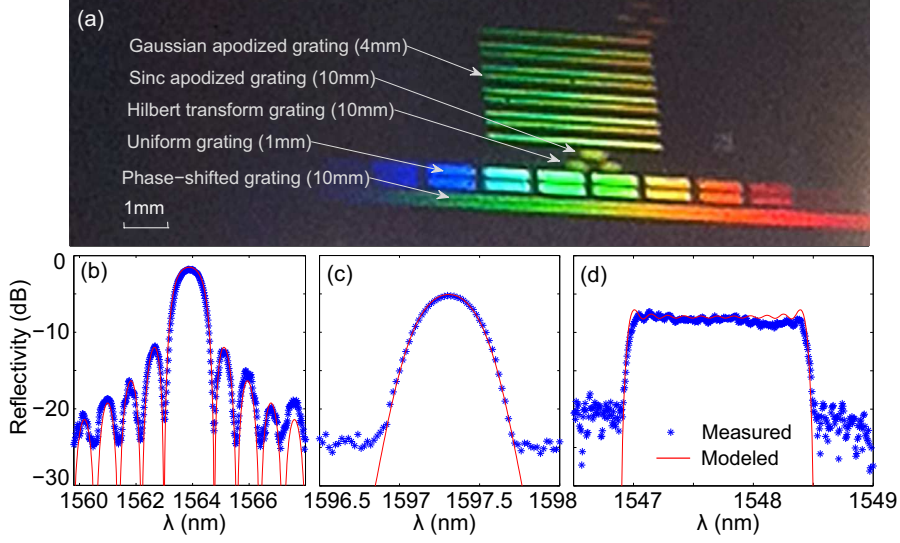 (a)
Gaussian apodized grating (4mm)
Sinc apodized grating (10mm)
Hilbert transform grating (10mm)
Uniform grating (1mm)
Phase−shifted grating (10mm)
1mm
(b)
(c)
(d)
0
−10
−20
−30
Reflectivity (dB)
Measured
Modeled
1560 1562 1564 1566
1596.5 1597 1597.5 1598
1547 1548 1549
λ (nm)
λ (nm)
λ (nm)